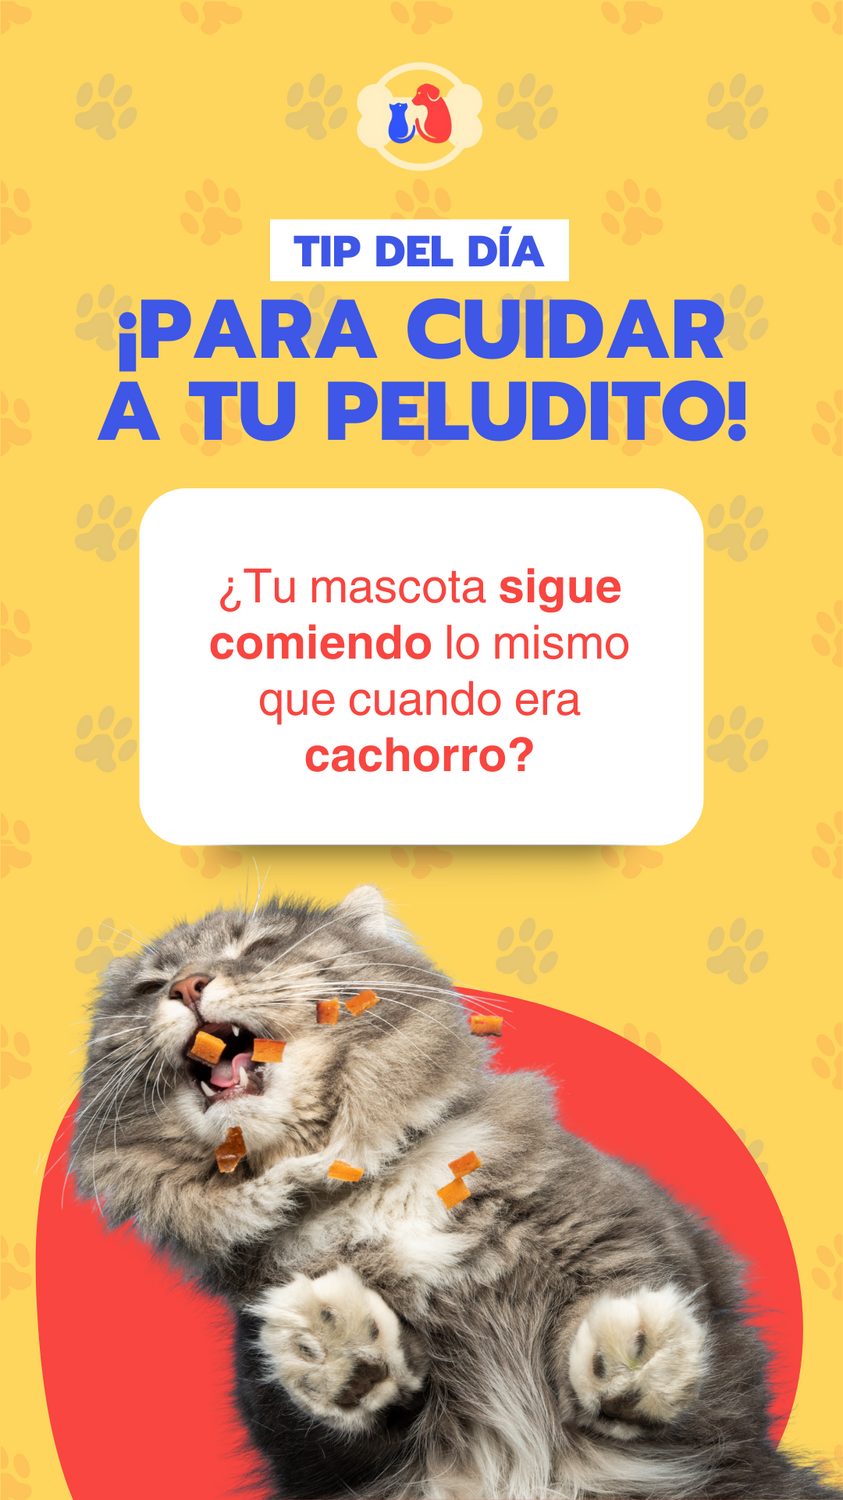 TIP DEL DÍA
¡PARA CUIDAR
A TU PELUDITO!
¿Tu mascota sigue
comiendo lo mismo
que cuando era
cachorro?